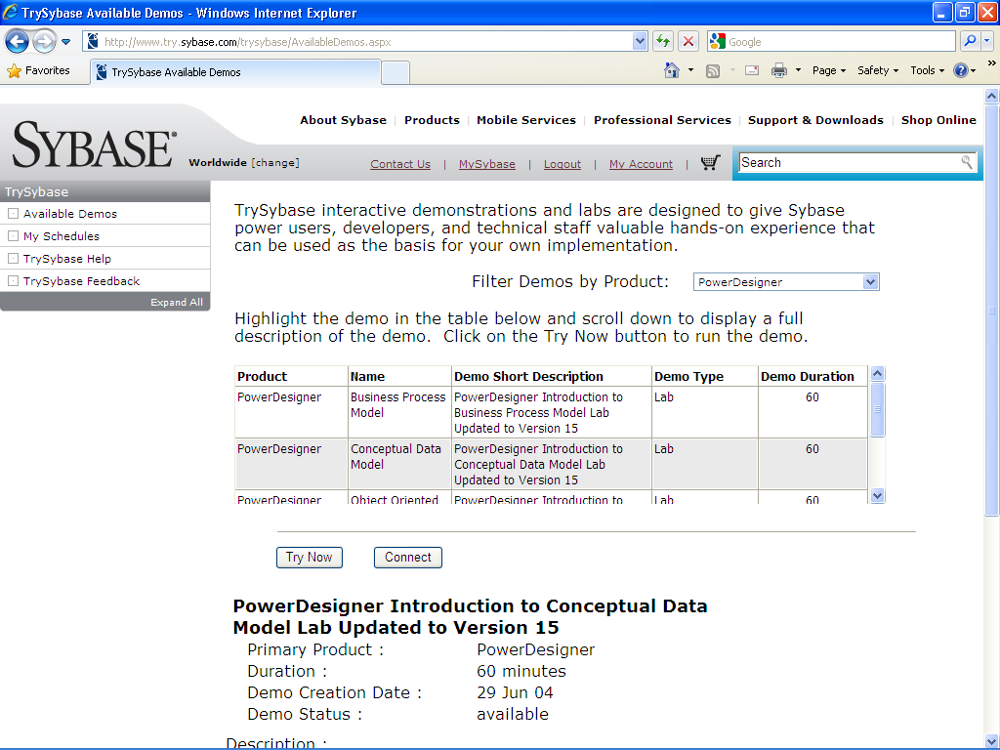 TrySybase Available Demos - Windows Internet Explorer
http://www.try.sybase.com/trysybase/AvailableDemos.aspx
Google
Favorites
TrySybase Available Demos
Page
Safety
Tools
»
SYBASE
About Sybase | Products | Mobile Services | Professional Services | Support & Downloads | Shop Online
Worldwide [change]
Contact Us | MySybase | Logout | My Account |
Search
TrySybase
Available Demos
My Schedules
TrySybase Help
TrySybase Feedback
Expand All
TrySybase interactive demonstrations and labs are designed to give Sybase
power users, developers, and technical staff valuable hands-on experience that
can be used as the basis for your own implementation.
Filter Demos by Product: PowerDesigner
Highlight the demo in the table below and scroll down to display a full
description of the demo.  Click on the Try Now button to run the demo.
Product Name Demo Short Description Demo Type Demo Duration
PowerDesigner Business Process PowerDesigner Introduction to Lab 60
Model Business Process Model Lab
Updated to Version 15
PowerDesigner Conceptual Data PowerDesigner Introduction to Lab 60
Model Conceptual Data Model Lab
Updated to Version 15
PowerDesigner Object Oriented PowerDesigner Introduction to Lab 60
Try Now Connect
PowerDesigner Introduction to Conceptual Data
Model Lab Updated to Version 15
Primary Product : PowerDesigner
Duration : 60 minutes
Demo Creation Date : 29 Jun 04
Demo Status : available
Description :